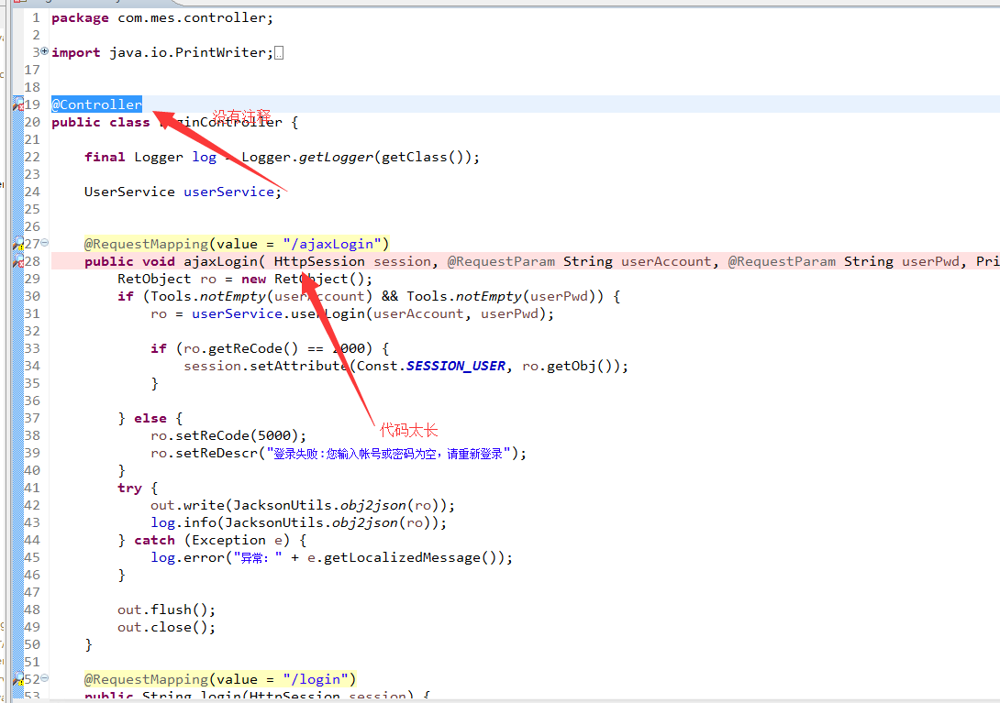 1 package com.mes.controller;
2
3 import java.io.PrintWriter;
17
18
19 @Controller
没有注释
20 public class LoginController {
21
22 final Logger log = Logger.getLogger(getClass());
23
24 UserService userService;
25
26
27 @RequestMapping(value = "/ajaxLogin")
28 public void ajaxLogin( HttpSession session, @RequestParam String userAccount, @RequestParam String userPwd, Pri
29 RetObject ro = new RetObject();
30 if (Tools.notEmpty(userAccount) && Tools.notEmpty(userPwd)) {
31 ro = userService.userLogin(userAccount, userPwd);
32
33 if (ro.getReCode() == 2000) {
34 session.setAttribute(Const.SESSION_USER, ro.getObj());
35 }
36
37 } else {
代码太长
38 ro.setReCode(5000);
39 ro.setReDescr("登录失败:您输入帐号或密码为空，请重新登录");
40 }
41 try {
42 out.write(JacksonUtils.obj2json(ro));
43 log.info(JacksonUtils.obj2json(ro));
44 } catch (Exception e) {
45 log.error("异常：" + e.getLocalizedMessage());
46 }
47
48 out.flush();
49 out.close();
50 }
51
52 @RequestMapping(value = "/login")
53 public String login(HttpSession session) {